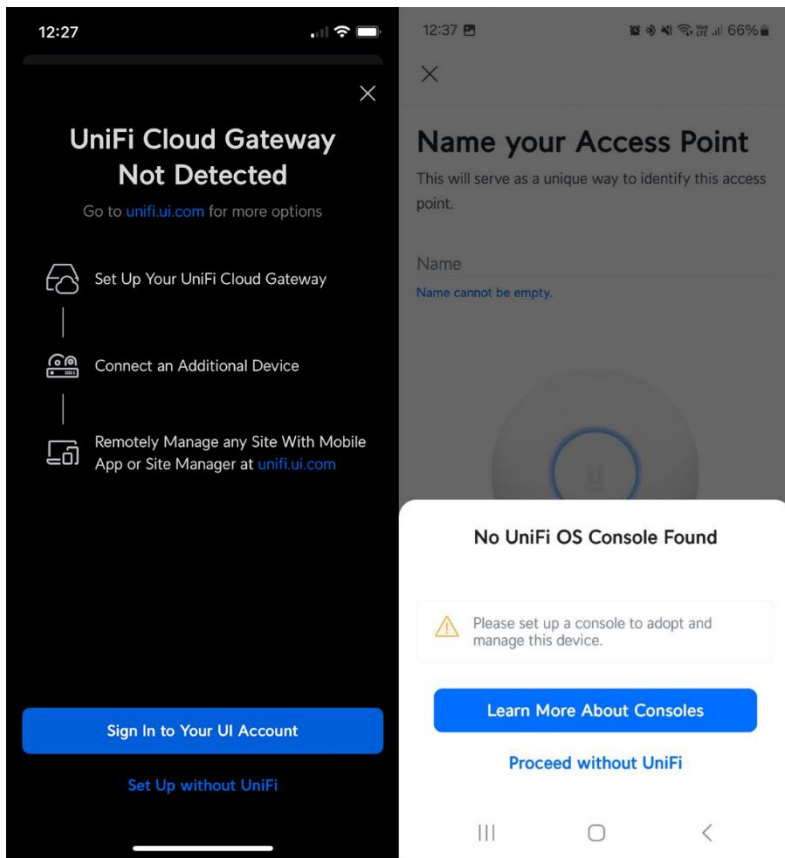 12:27
UniFi Cloud Gateway
Not Detected
Go to unifi.ui.com for more options
Set Up Your UniFi Cloud Gateway
Connect an Additional Device
Remotely Manage any Site With Mobile
App or Site Manager at unifi.ui.com
Sign In to Your UI Account
Set Up without UniFi
12:37
66%
Name your Access Point
This will serve as a unique way to identify this access
point.
Name
Name cannot be empty.
No UniFi OS Console Found
Please set up a console to adopt and
manage this device.
Learn More About Consoles
Proceed without UniFi